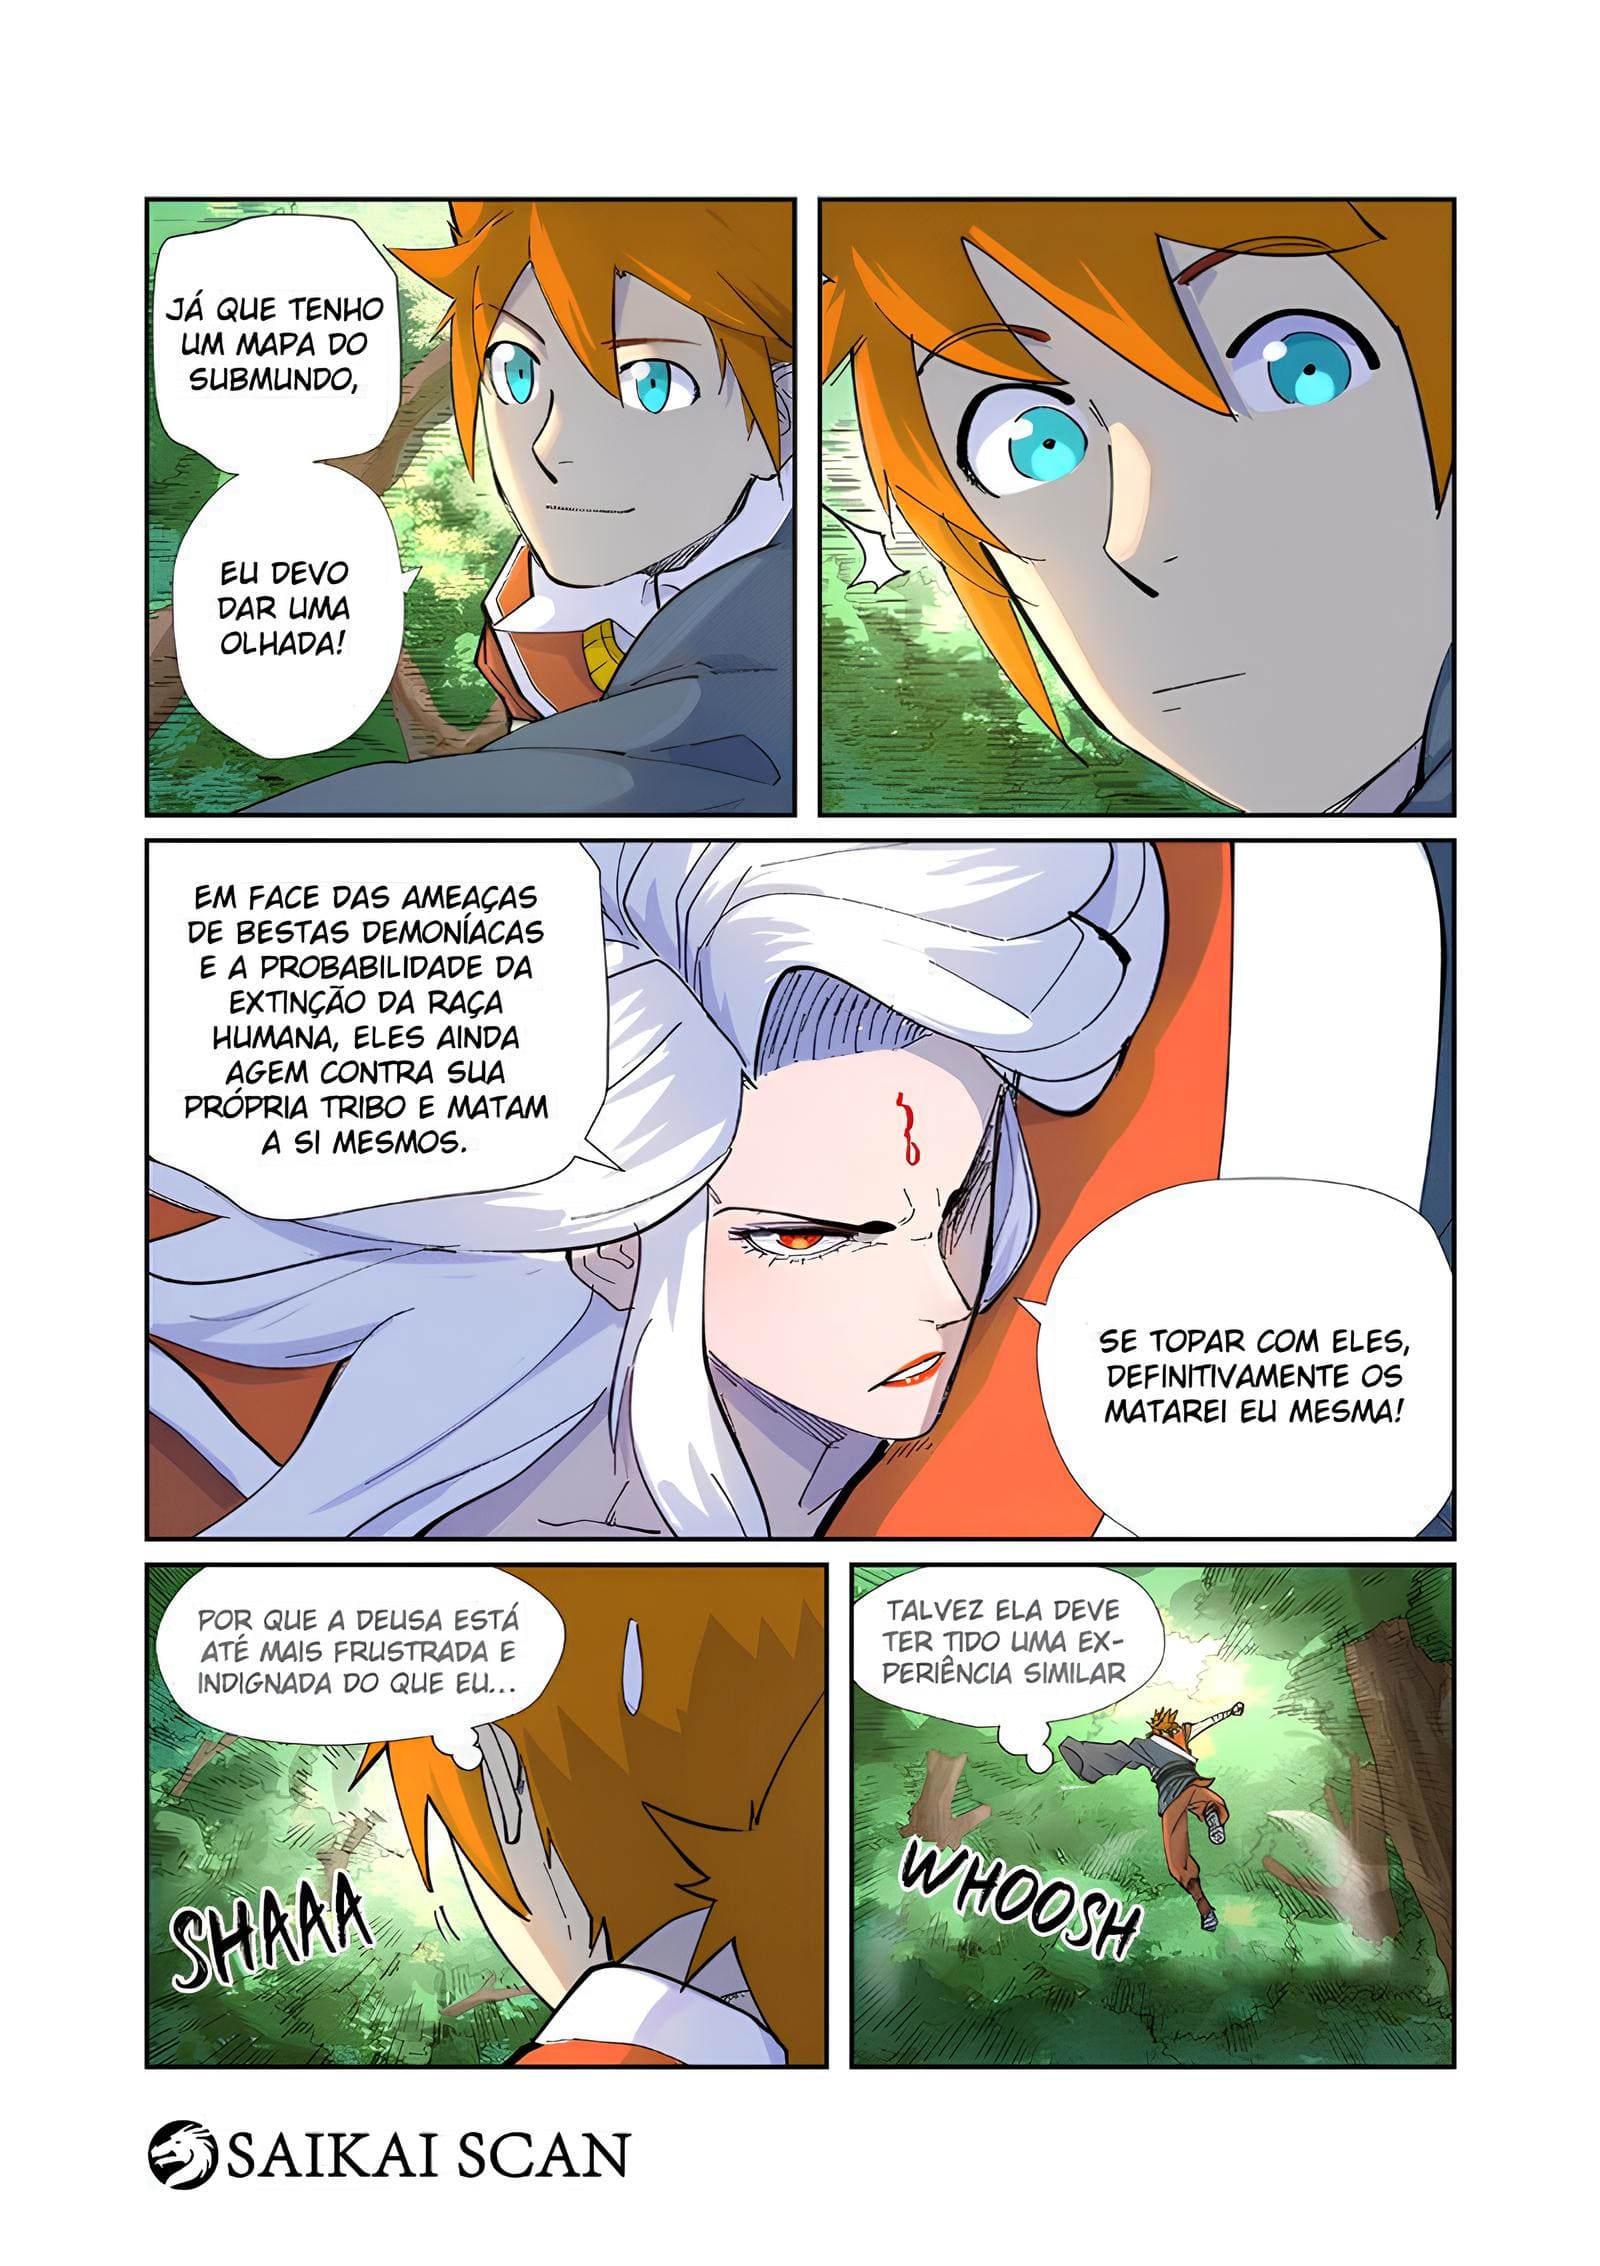 JÁ QUE TENHO
UM MAPA DO
SUBMUNDO,
EU DEVO
DAR UMA
OLHADA!
EM FACE DAS AMEAÇAS
DE BESTAS DEMONÍACAS
E A PROBABILIDADE DA
EXTINÇÃO DA RAÇA
HUMANA, ELES AINDA
AGEM CONTRA SUA
PRÓPRIA TRIBO E MATAM
A SI MESMOS.
SE TOPAR COM ELES,
DEFINITIVAMENTE OS
MATAREI EU MESMA!
POR QUE A DEUSA ESTÁ
ATÉ MAIS FRUSTRADA E
INDIGNADA DO QUE EU...
SHAAA
TALVEZ ELA DEVE
TER TIDO UMA EX-
PERIÊNCIA SIMILAR
WHOOSH
SAIKAI SCAN